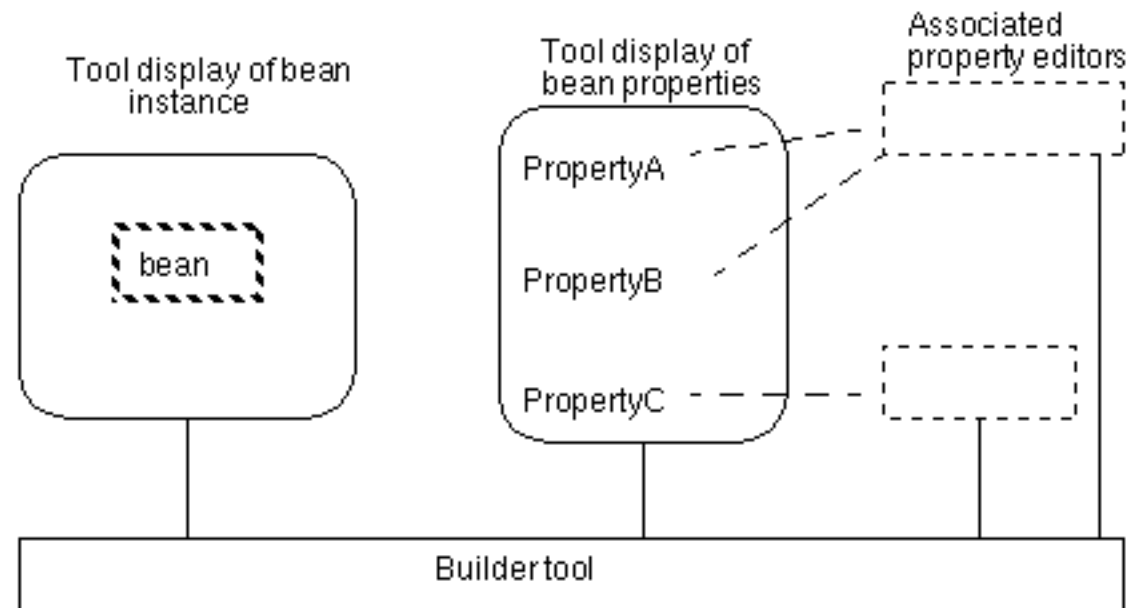 Tool display of bean
instance
bean
Tool display of
bean properties
PropertyA
PropertyB
PropertyC
Associated
property editors
Builder tool